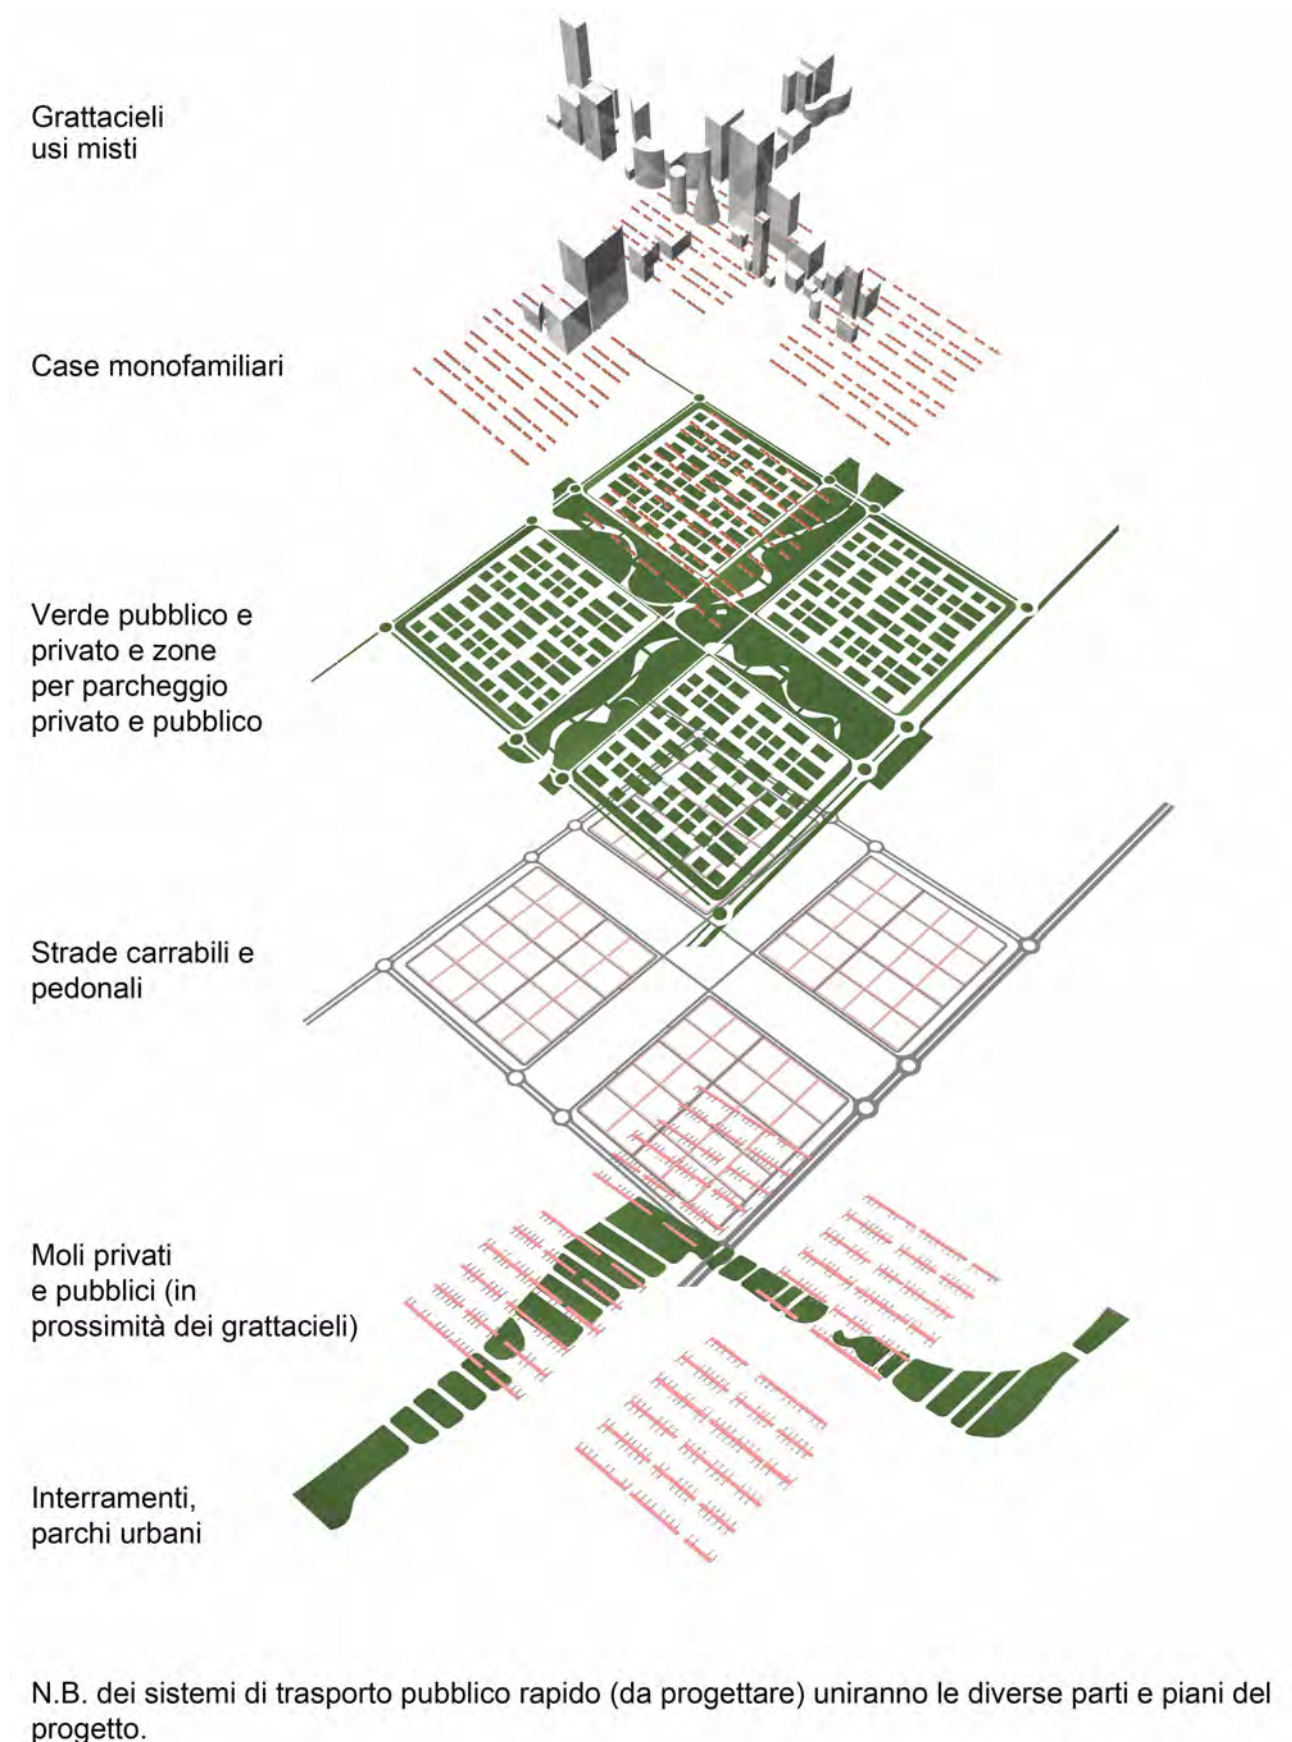 Grattacieli
usi misti
Case monofamiliari
Verde pubblico e
privato e zone
per parcheggio
privato e pubblico
Strade carrabili e
pedonali
Moli privati
e pubblici (in
prossimità dei grattacieli)
Interramenti,
parchi urbani
N.B. dei sistemi di trasporto pubblico rapido (da progettare) uniranno le diverse parti e piani del
progetto.